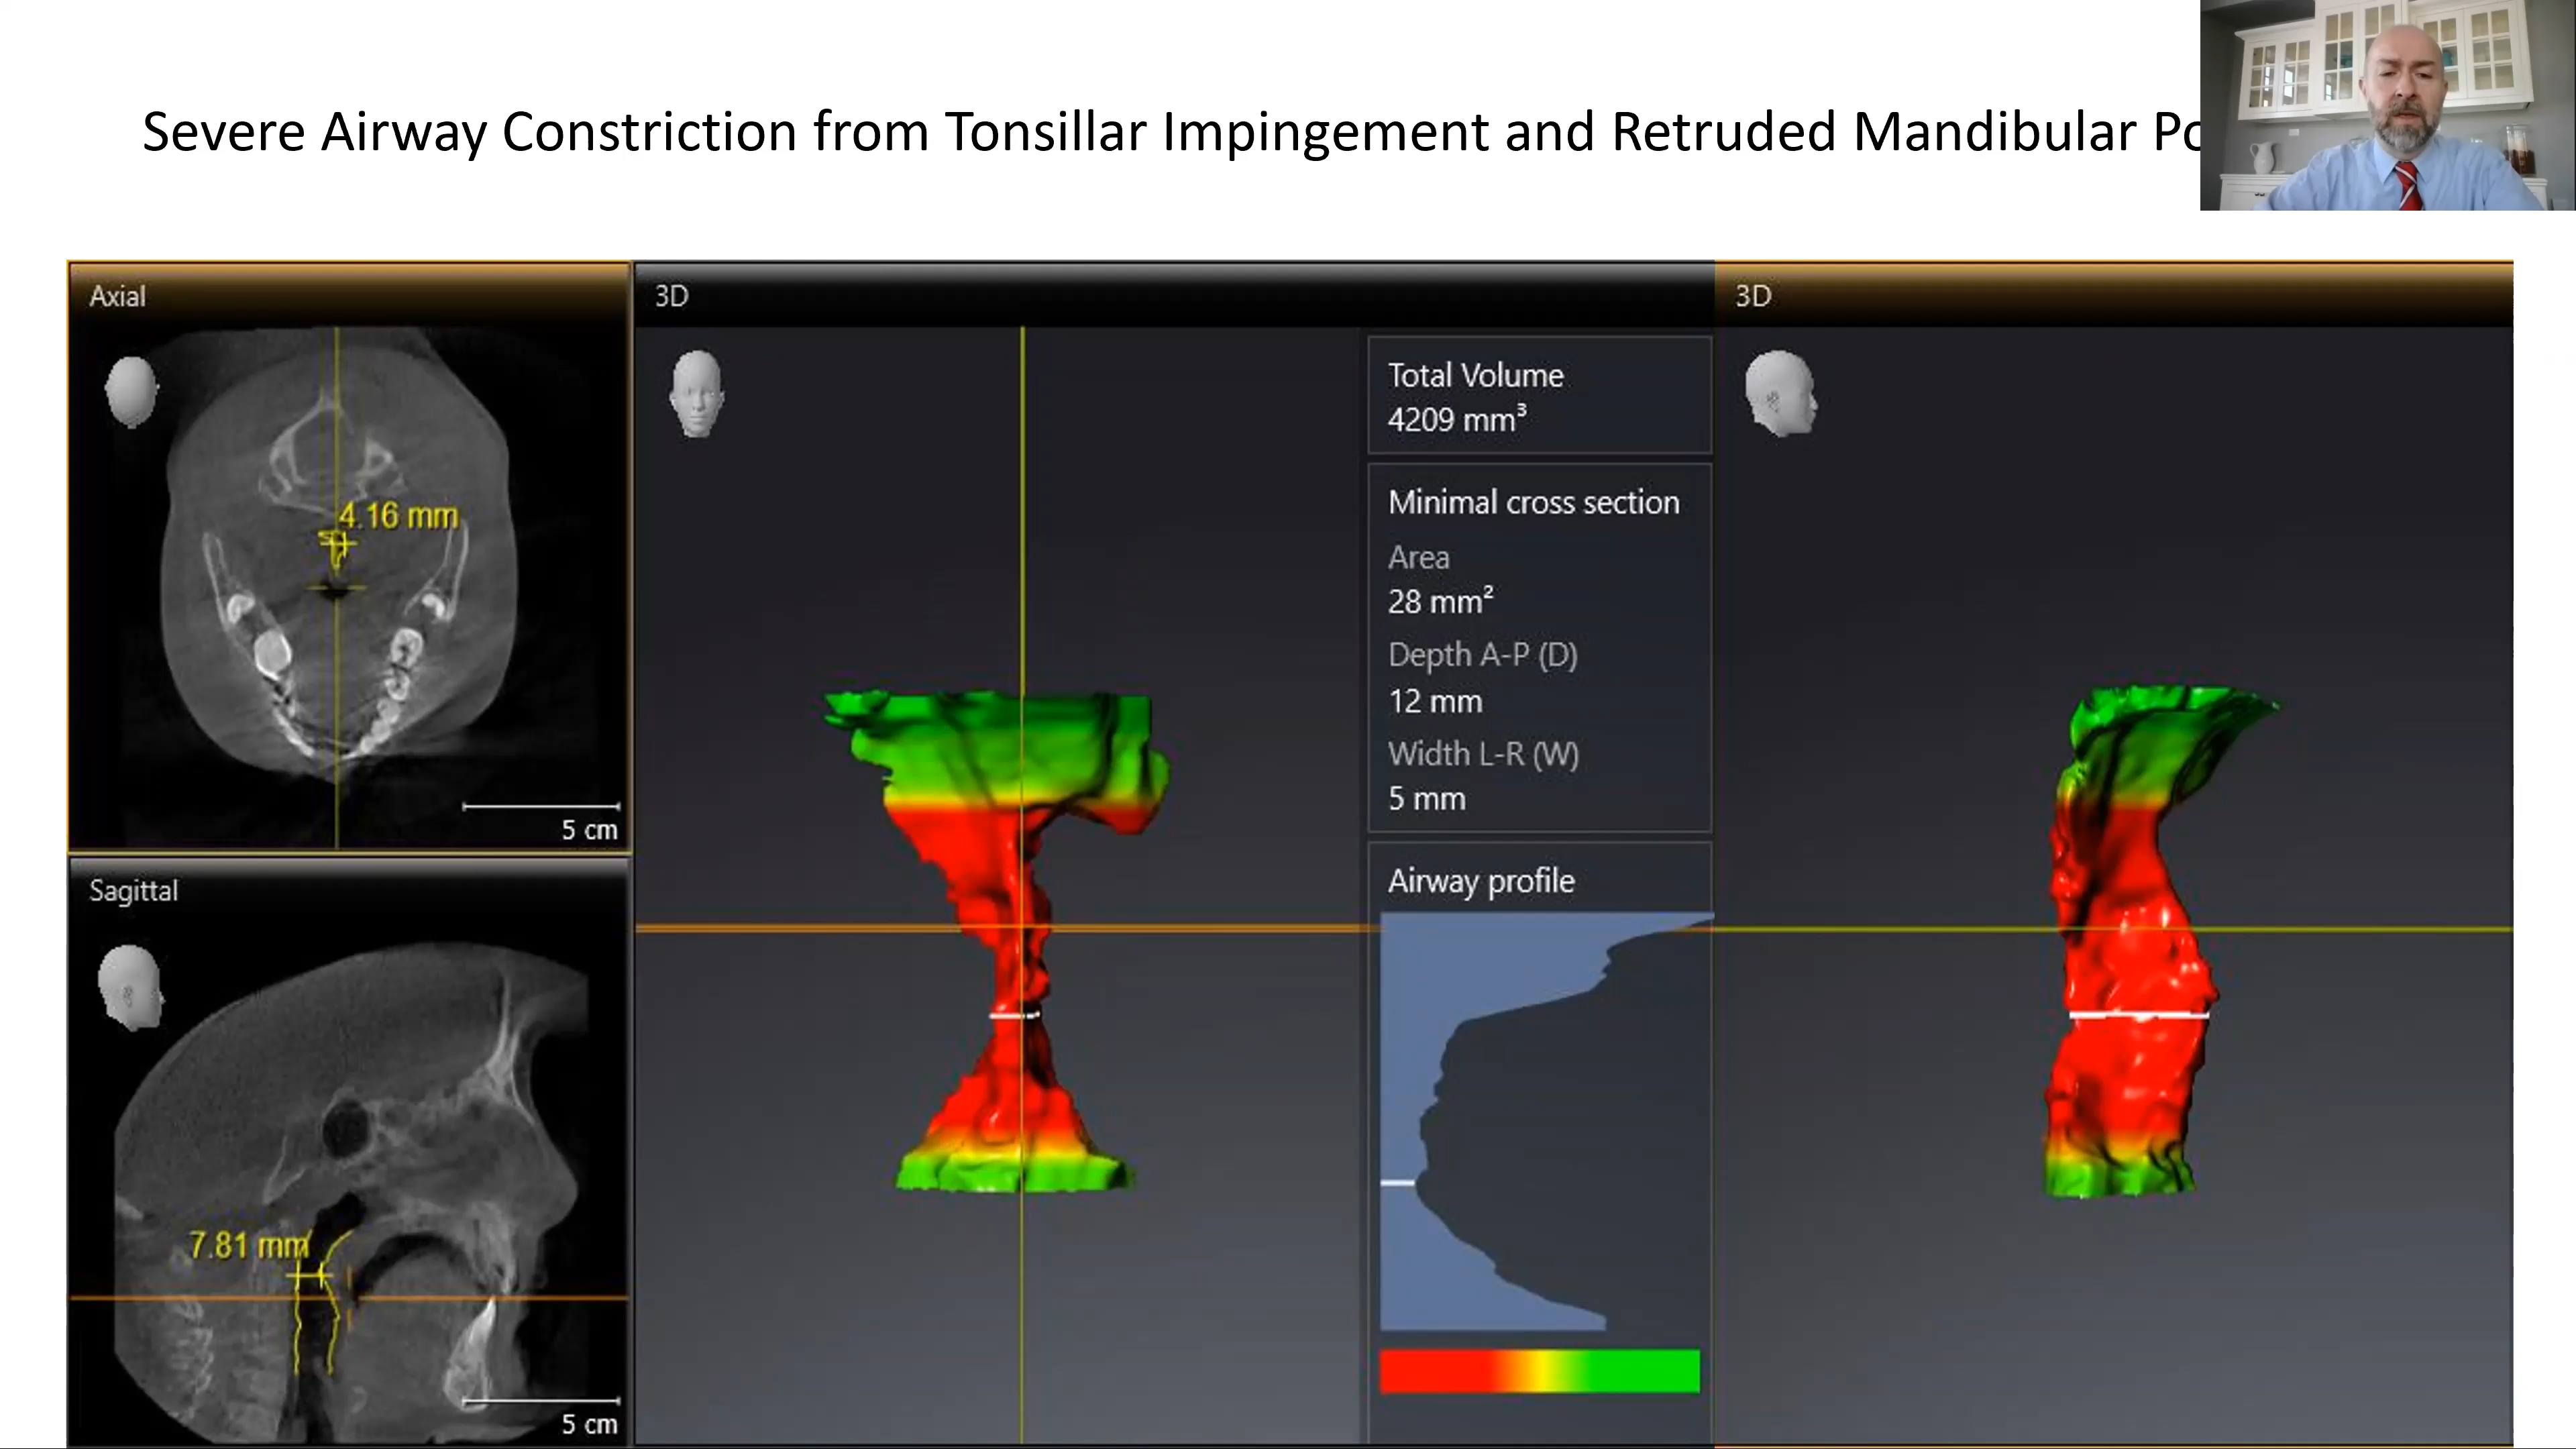 Severe Airway Constriction from Tonsillar Impingement and Retruded Mandibular
Axial
4.16 mm
5 cm
Sagittal
7.81 mm
5 cm
3D
Total Volume
4209 mm³
Minimal cross section
Area
28 mm²
Depth A-P (D)
12 mm
Width L-R (W)
5 mm
Airway profile
3D